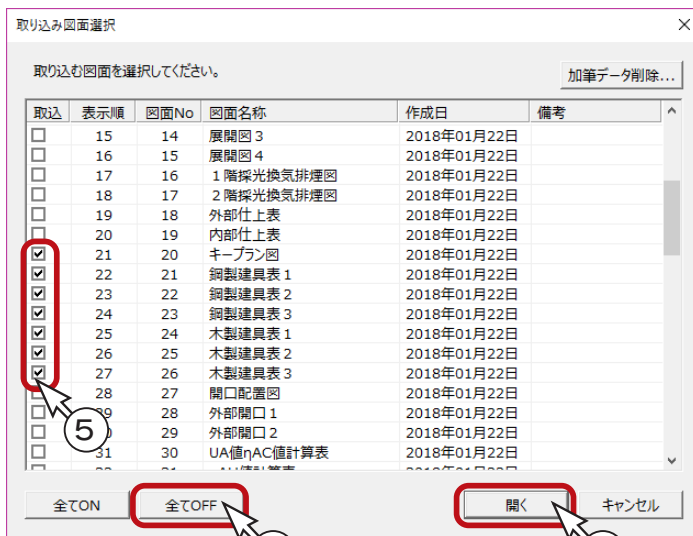 取り込み図面選択
取り込む図面を選択してください。
加筆データ削除...
取込 表示順 図面No 図面名称 作成日 備考
15 14 展開図3 2018年01月22日
16 15 展開図4 2018年01月22日
17 16 1階採光換気排煙図 2018年01月22日
18 17 2階採光換気排煙図 2018年01月22日
19 18 外部仕上表 2018年01月22日
20 19 内部仕上表 2018年01月22日
21 20 キープラン図 2018年01月22日
22 21 鋼製建具表1 2018年01月22日
23 22 鋼製建具表2 2018年01月22日
24 23 鋼製建具表3 2018年01月22日
25 24 木製建具表1 2018年01月22日
26 25 木製建具表2 2018年01月22日
27 26 木製建具表3 2018年01月22日
28 27 開口配置図 2018年01月22日
28 外部開口1 2018年01月22日
29 外部開口2 2018年01月22日
31 30 UA値ηAC値計算表 2018年01月22日
5
全てON 全てOFF 開く キャンセル